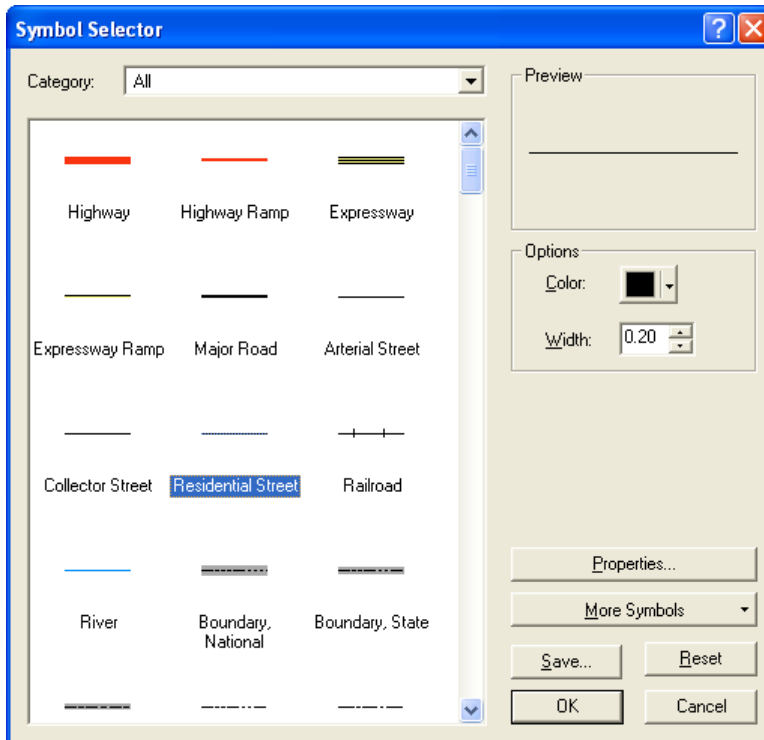 Symbol Selector
Category: All
Highway Highway Ramp Expressway
Expressway Ramp Major Road Arterial Street
Collector Street Residential Street Railroad
River Boundary, National Boundary, State
Preview
Options
Color:
Width: 0.20
Properties...
More Symbols
Save... Reset
OK Cancel